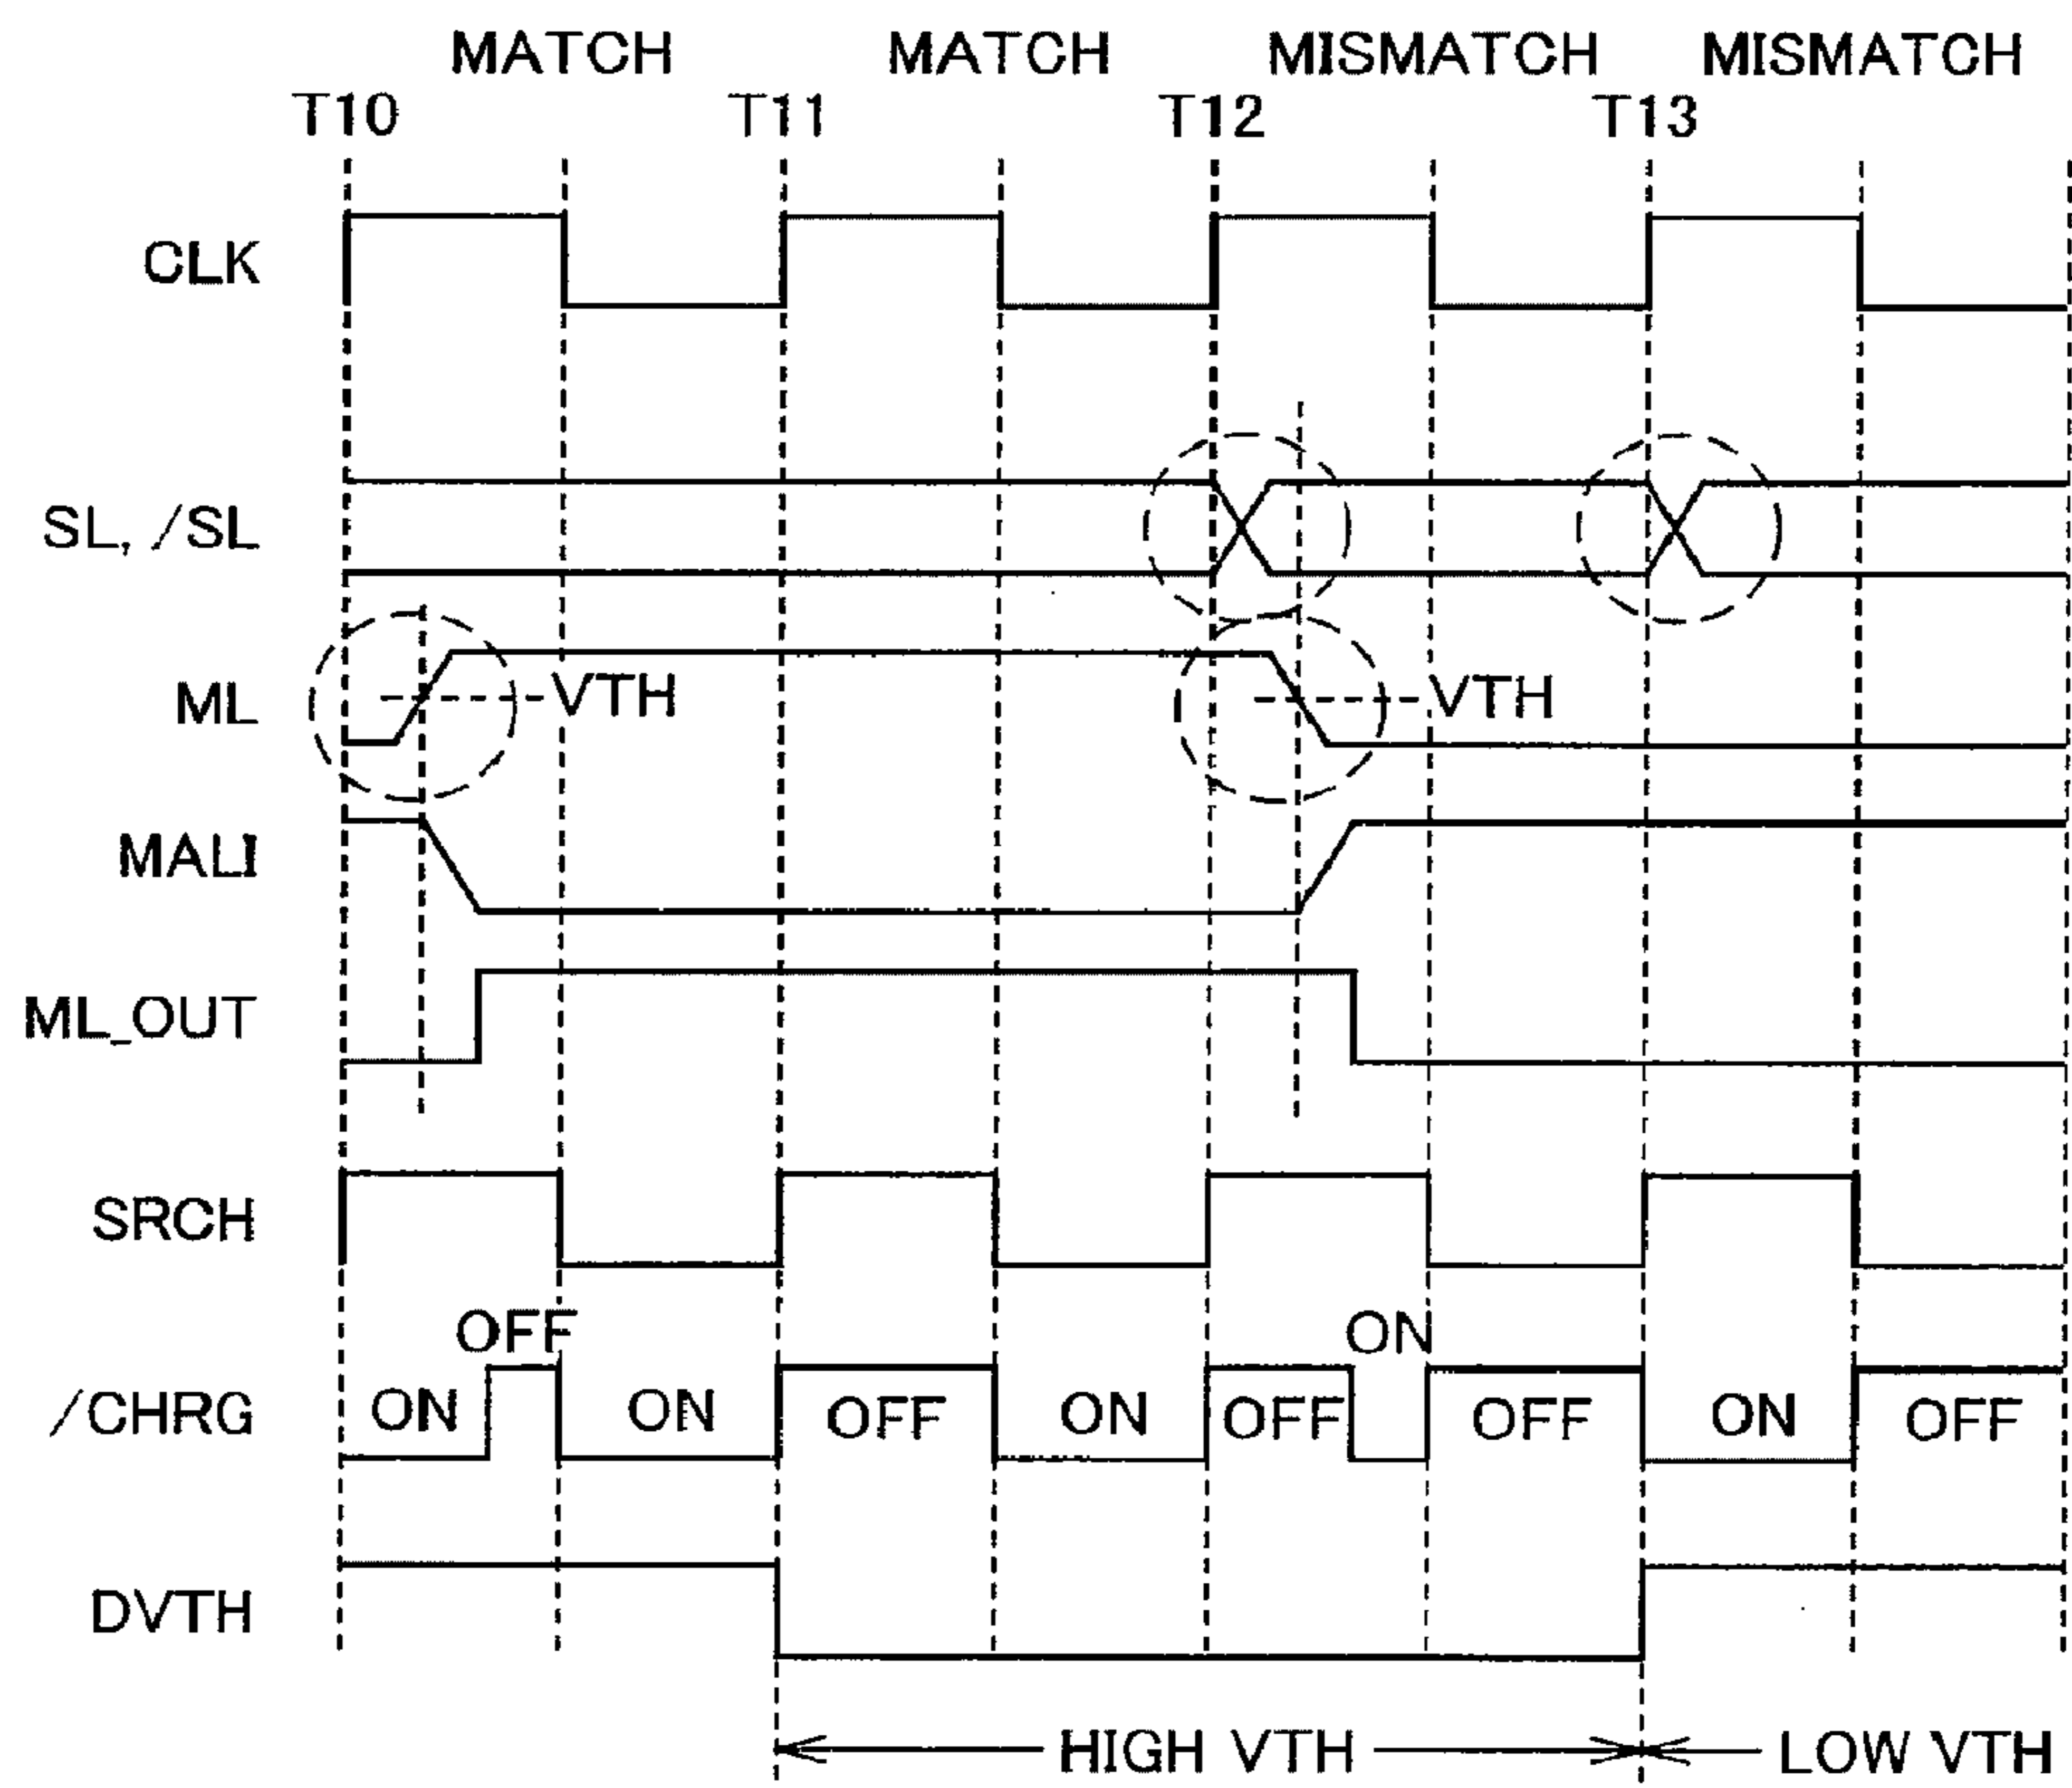 MATCH MATCH MISMATCH MISMATCH
T10 T11 T12 T13
CLK
SL, /SL
ML VTH VTH
MALI
ML_OUT
SRCH
OFF ON
/CHRG ON ON OFF ON OFF OFF ON OFF
DVTH
HIGH VTH LOW VTH